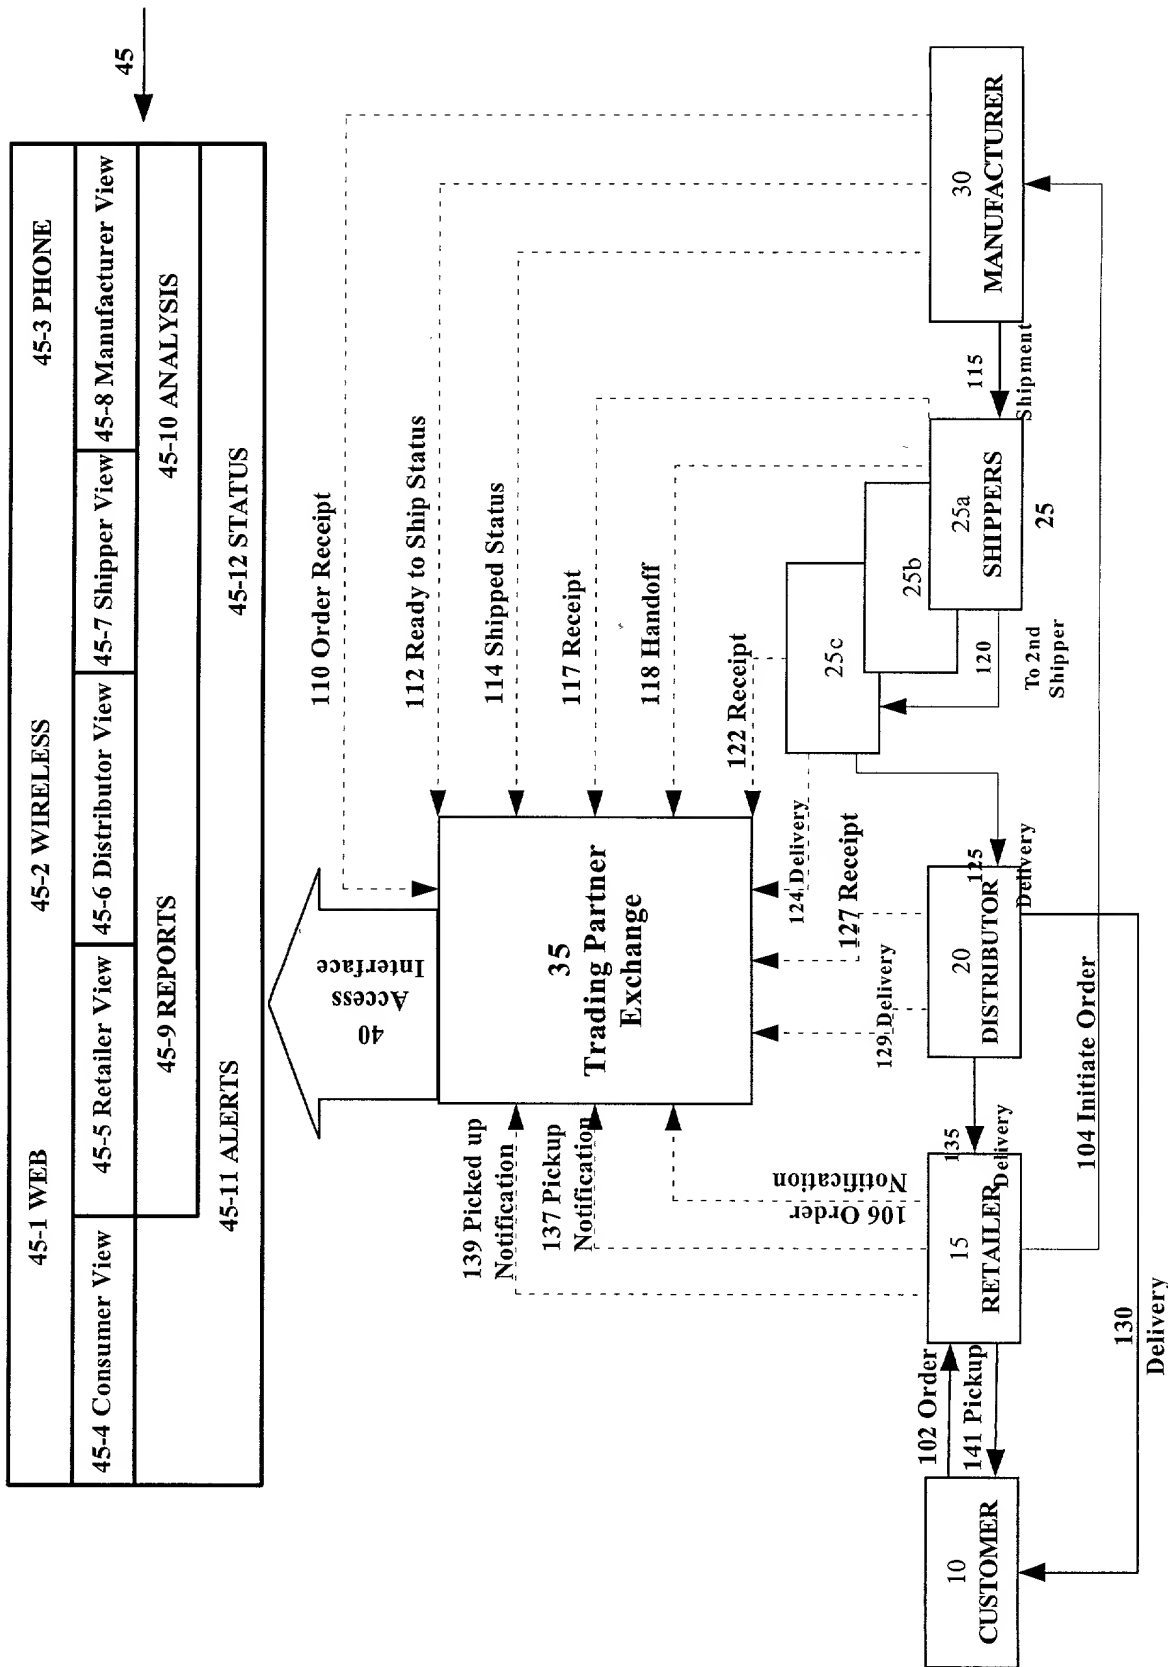 45
45-1 WEB
45-2 WIRELESS
45-3 PHONE
45-4 Consumer View
45-5 Retailer View
45-6 Distributor View
45-7 Shipper View
45-8 Manufacturer View
45-9 REPORTS
45-10 ANALYSIS
45-11 ALERTS
45-12 STATUS
40
Access
Interface
110 Order Receipt
112 Ready to Ship Status
114 Shipped Status
117 Receipt
118 Handoff
122 Receipt
124 Delivery
127 Receipt
129 Delivery
35
Trading Partner
Exchange
139 Picked up
Notification
137 Pickup
Notification
106 Order
Notification
10
CUSTOMER
102 Order
141 Pickup
15
RETAILER
135
Delivery
20
DISTRIBUTOR
125
Delivery
25c
25b
25a
SHIPPERS
25
120
To 2nd
Shipper
115
Shipment
30
MANUFACTURER
104 Initiate Order
130
Delivery